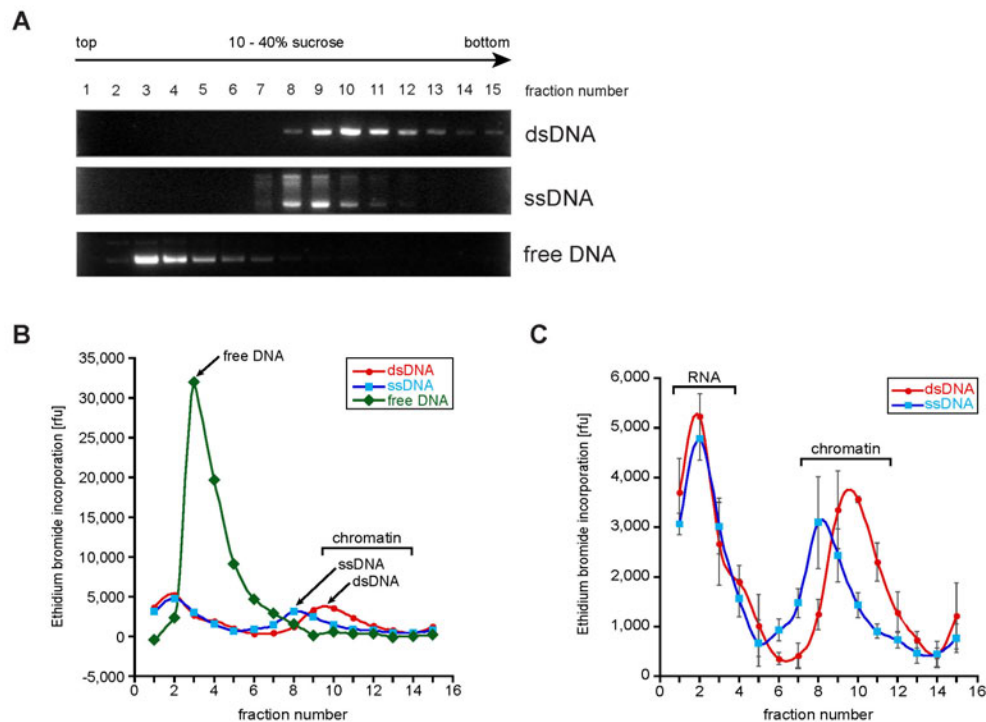 A
top 10 - 40% sucrose bottom
1 2 3 4 5 6 7 8 9 10 11 12 13 14 15 fraction number
dsDNA
ssDNA
free DNA
B
35,000
30,000
25,000
20,000
15,000
10,000
5,000
0
-5,000
0 2 4 6 8 10 12 14 16
fraction number
Ethidium bromide incorporation [rfu]
free DNA
dsDNA
ssDNA
free DNA
chromatin
ssDNA
dsDNA
C
6,000
5,000
4,000
3,000
2,000
1,000
0
0 2 4 6 8 10 12 14 16
fraction number
Ethidium bromide incorporation [rfu]
RNA
dsDNA
ssDNA
chromatin